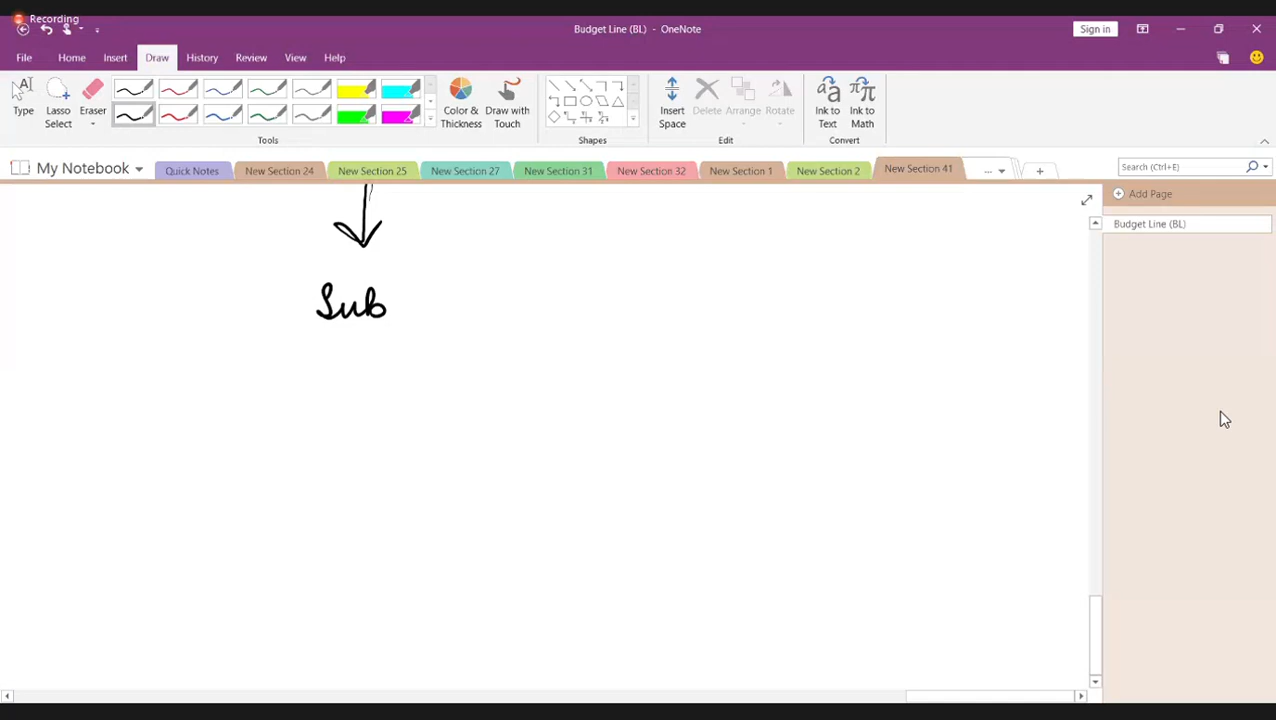 Recording
Budget Line (BL) - OneNote
Sign in
File Home Insert Draw History Review View Help
Type
Lasso Select
Eraser
Color & Thickness
Draw with Touch
Insert Space
Delete
Arrange
Rotate
Ink to Text
Ink to Math
Tools
Shapes
Edit
Convert
My Notebook
Quick Notes
New Section 24
New Section 25
New Section 27
New Section 31
New Section 32
New Section 1
New Section 2
New Section 41
...
Search (Ctrl+E)
Add Page
Budget Line (BL)
Sub